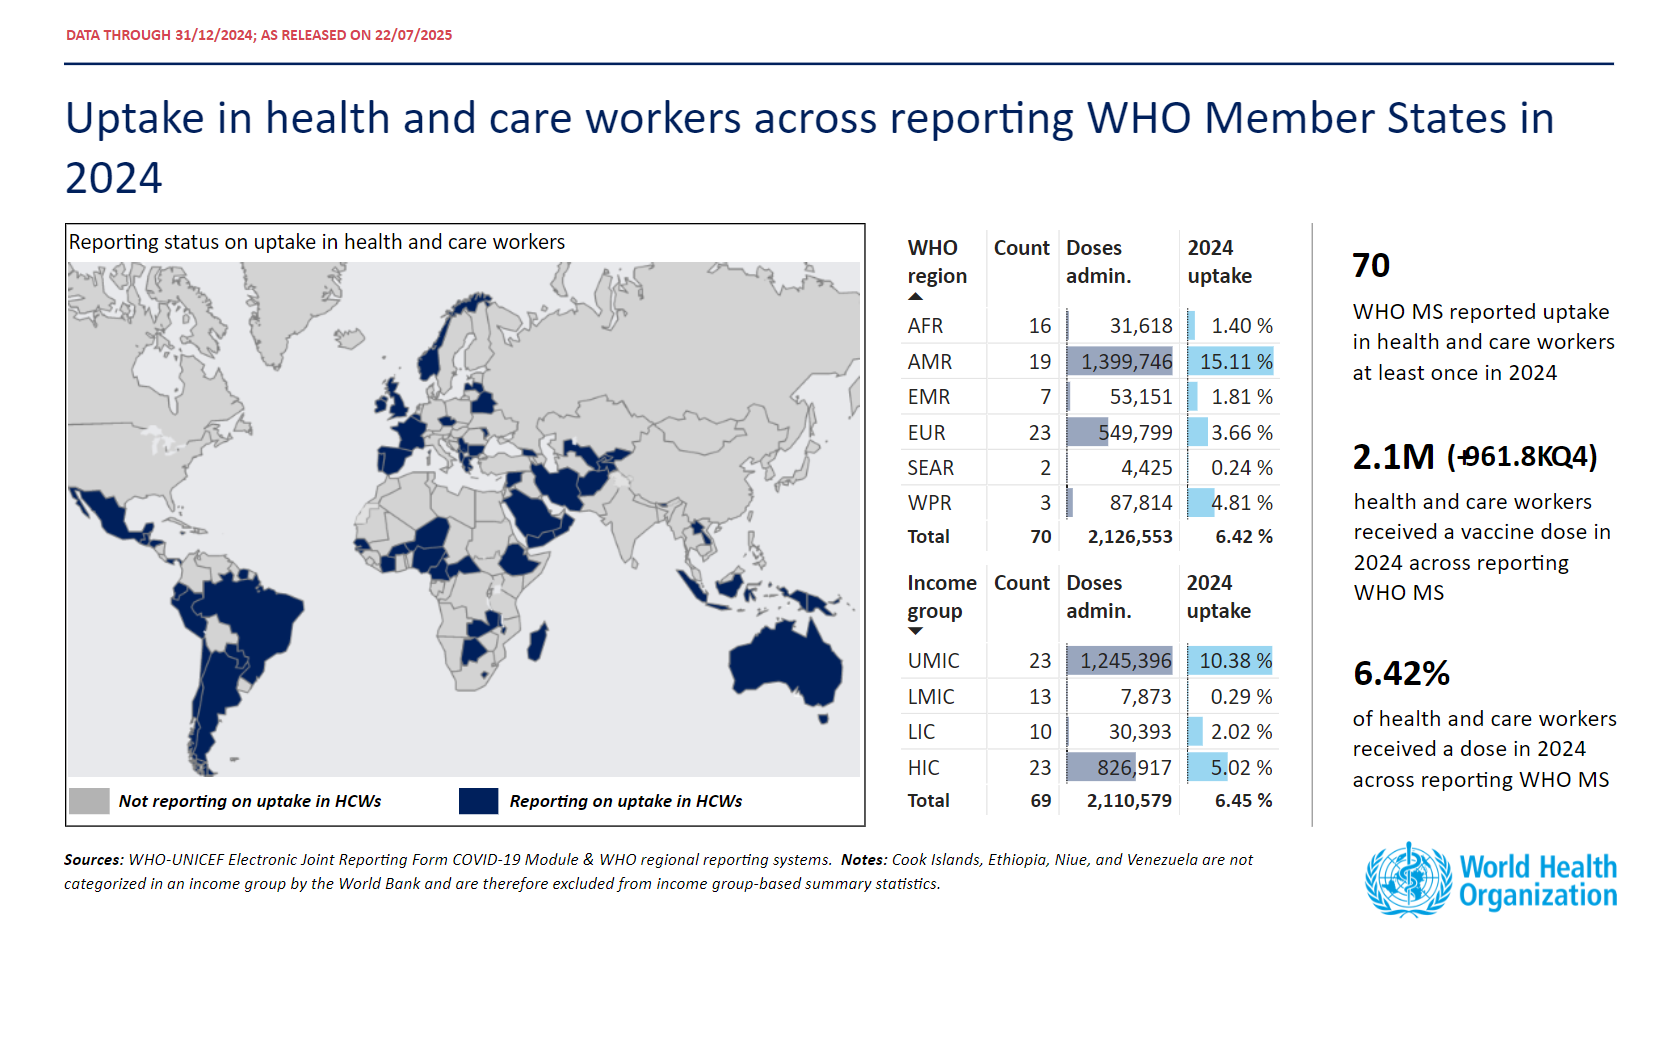 DATA THROUGH 31/12/2024; AS RELEASED ON 22/07/2025
Uptake in health and care workers across reporting WHO Member States in
2024
Reporting status on uptake in health and care workers
Not reporting on uptake in HCWs
Reporting on uptake in HCWs
WHO region Count Doses admin. 2024 uptake
AFR 16 31,618 1.40 %
AMR 19 1,399,746 15.11 %
EMR 7 53,151 1.81 %
EUR 23 549,799 3.66 %
SEAR 2 4,425 0.24 %
WPR 3 87,814 4.81 %
Total 70 2,126,553 6.42 %
Income group Count Doses admin. 2024 uptake
UMIC 23 1,245,396 10.38 %
LMIC 13 7,873 0.29 %
LIC 10 30,393 2.02 %
HIC 23 826,917 5.02 %
Total 69 2,110,579 6.45 %
70
WHO MS reported uptake
in health and care workers
at least once in 2024
2.1M (+961.8KQ4)
health and care workers
received a vaccine dose in
2024 across reporting
WHO MS
6.42%
of health and care workers
received a dose in 2024
across reporting WHO MS
Sources: WHO-UNICEF Electronic Joint Reporting Form COVID-19 Module & WHO regional reporting systems. Notes: Cook Islands, Ethiopia, Niue, and Venezuela are not
categorized in an income group by the World Bank and are therefore excluded from income group-based summary statistics.
World Health
Organization